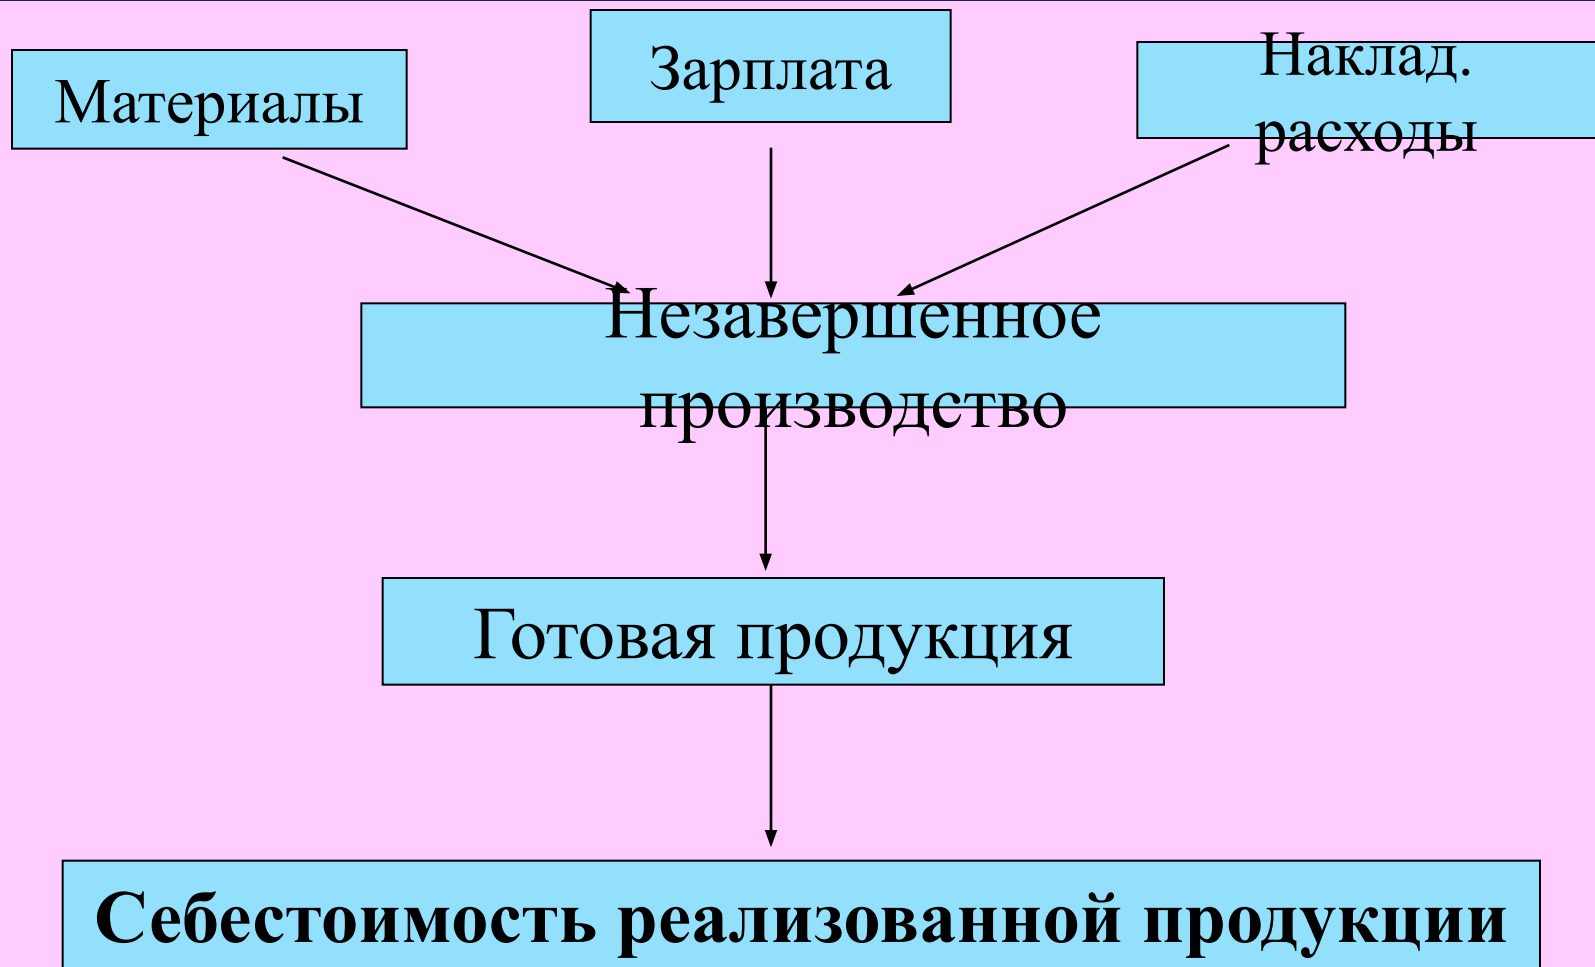 Материалы
Зарплата
Наклад.
расходы
Незавершенное
производство
Готовая продукция
Себестоимость реализованной продукции